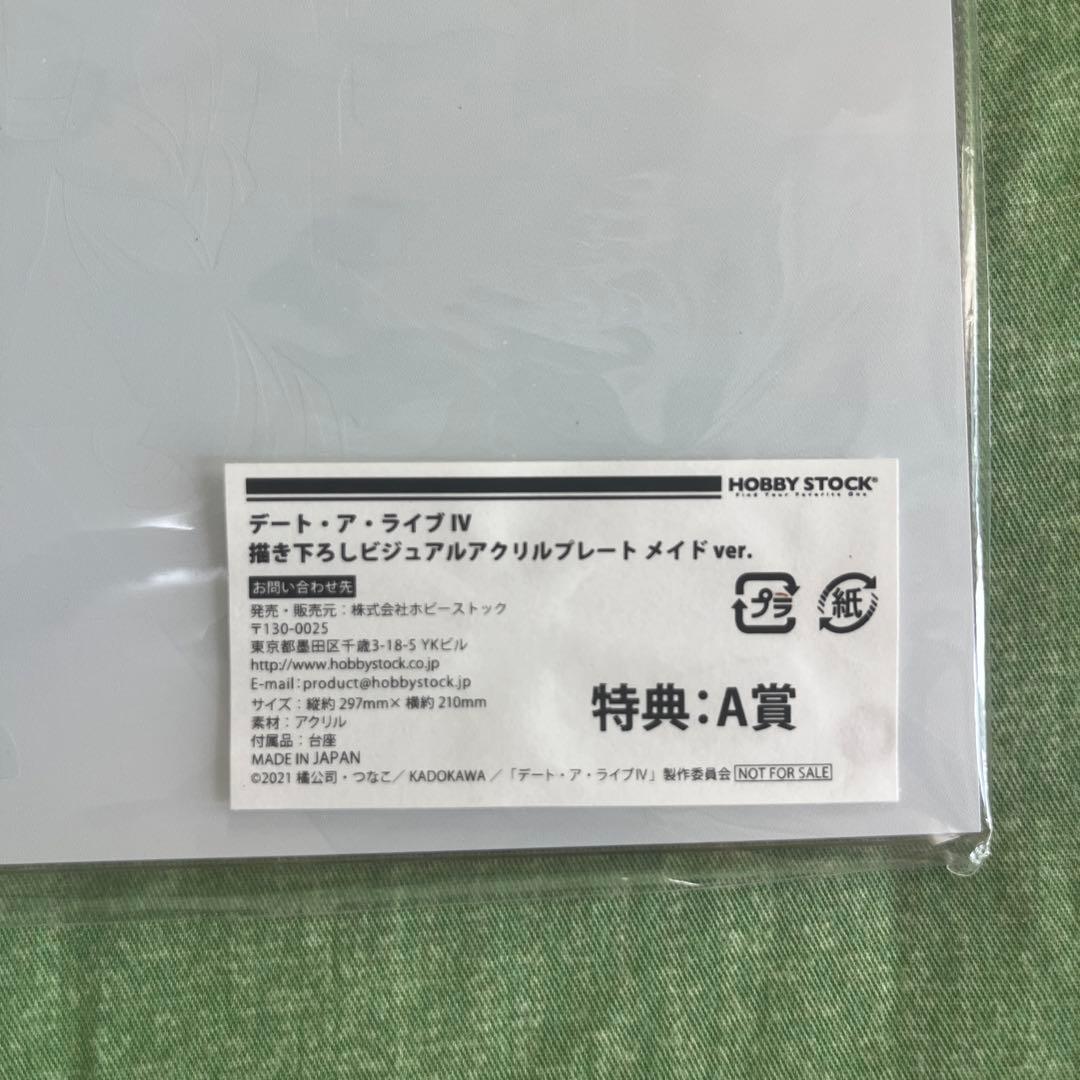 HOBBY STOCK®
Find Your Favorite One
デート・ア・ライブ IV
描き下ろしビジュアルアクリルプレート メイド ver.
お問い合わせ先
発売・販売元：株式会社ホビーストック
〒130-0025
東京都墨田区千歳3-18-5 YKビル
http://www.hobbystock.co.jp
E-mail：product@hobbystock.jp
サイズ：縦約 297mm× 横約 210mm
素材：アクリル
付属品：台座
MADE IN JAPAN
©2021 橘公司・つなこ／ KADOKAWA ／「デート・ア・ライブⅣ」製作委員会 NOT FOR SALE
プラ
紙
特典：A賞